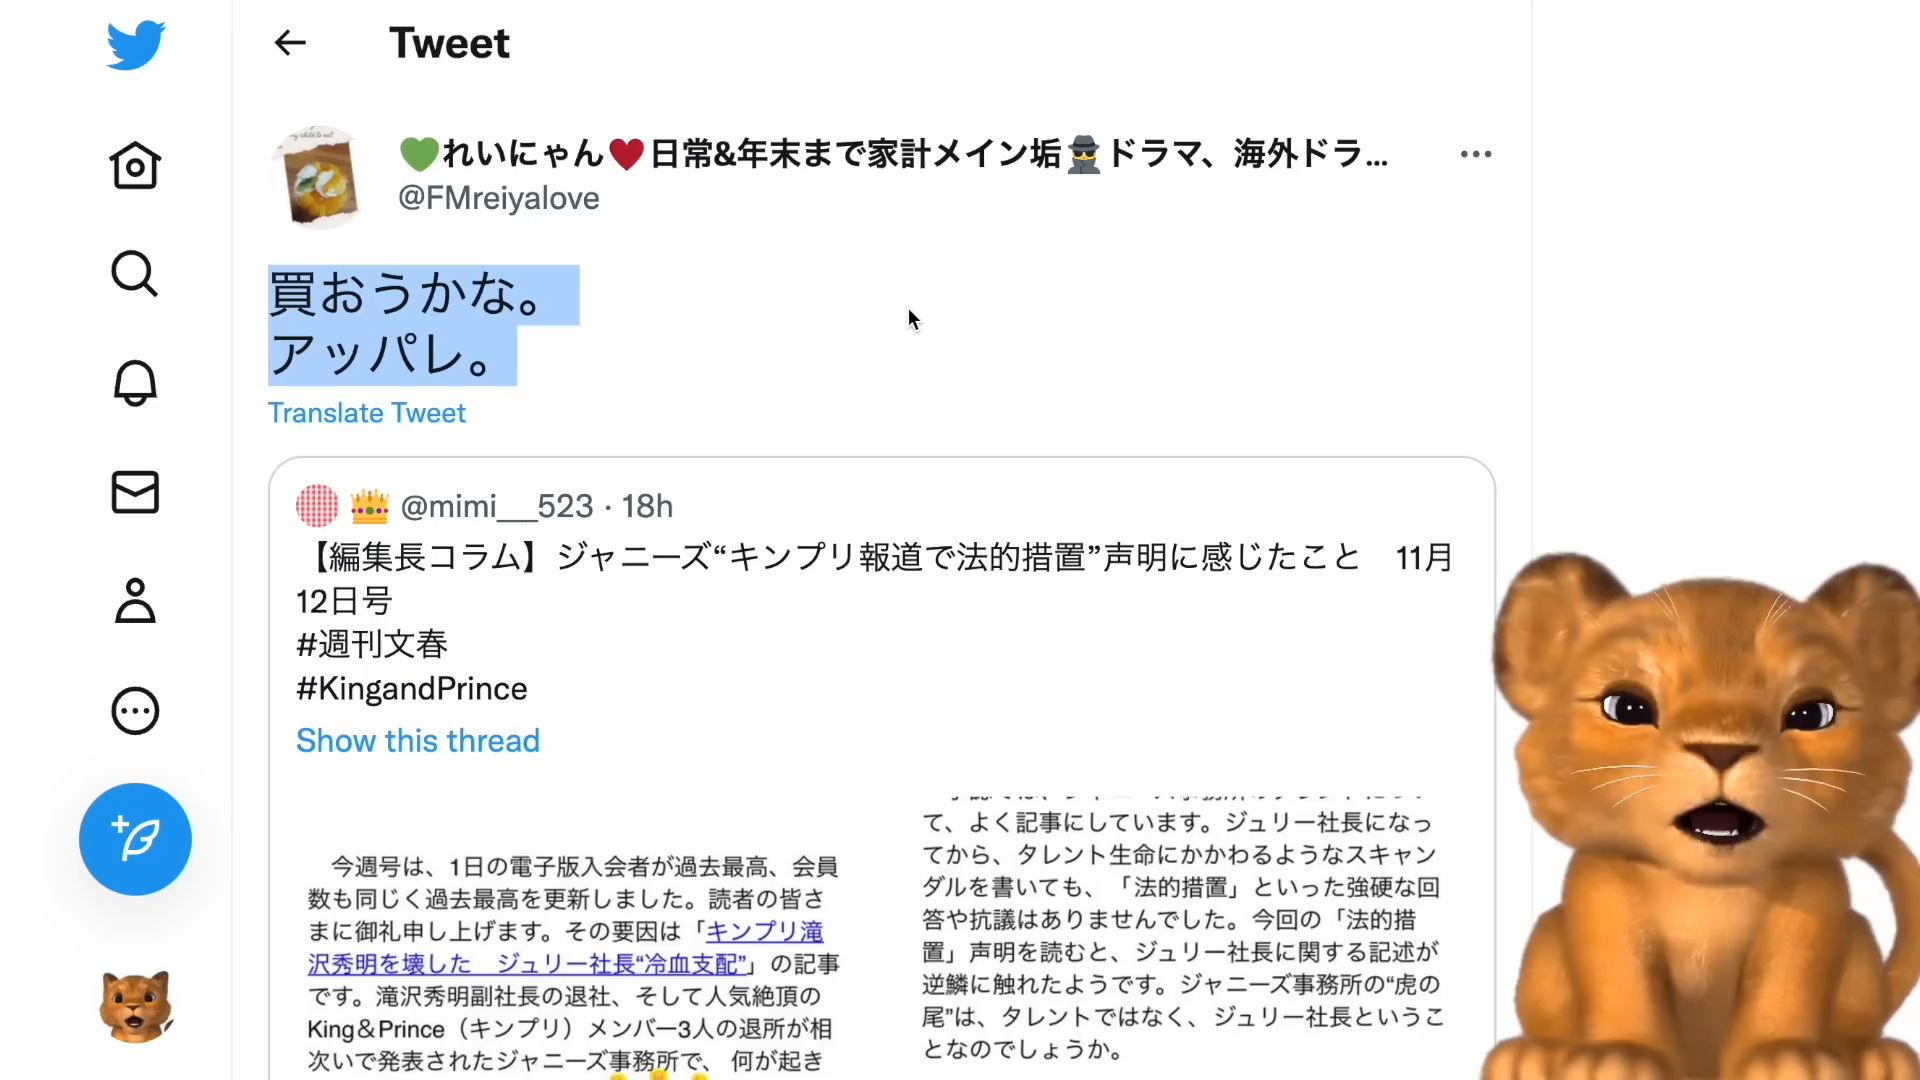 Tweet
💚れいにゃん♥日常&年末まで家計メイン垢🕵ドラマ、海外ドラ...
@FMreiyalove
買おうかな。
アッパレ。
Translate Tweet
👑 @mimi___523 · 18h
【編集長コラム】ジャニーズ“キンプリ報道で法的措置”声明に感じたこと　11月
12日号
#週刊文春
#KingandPrince
Show this thread
今週号は、1日の電子版入会者が過去最高、会員
数も同じく過去最高を更新しました。読者の皆さ
まに御礼申し上げます。その要因は「キンプリ滝
沢秀明を壊した　ジュリー社長“冷血支配”」の記事
です。滝沢秀明副社長の退社、そして人気絶頂の
King＆Prince（キンプリ）メンバー3人の退所が相
次いで発表されたジャニーズ事務所で、何が起き
て、よく記事にしています。ジュリー社長になっ
てから、タレント生命にかかわるようなスキャン
ダルを書いても、「法的措置」といった強硬な回
答や抗議はありませんでした。今回の「法的措
置」声明を読むと、ジュリー社長に関する記述が
逆鱗に触れたようです。ジャニーズ事務所の“虎の
尾”は、タレントではなく、ジュリー社長というこ
となのでしょうか。